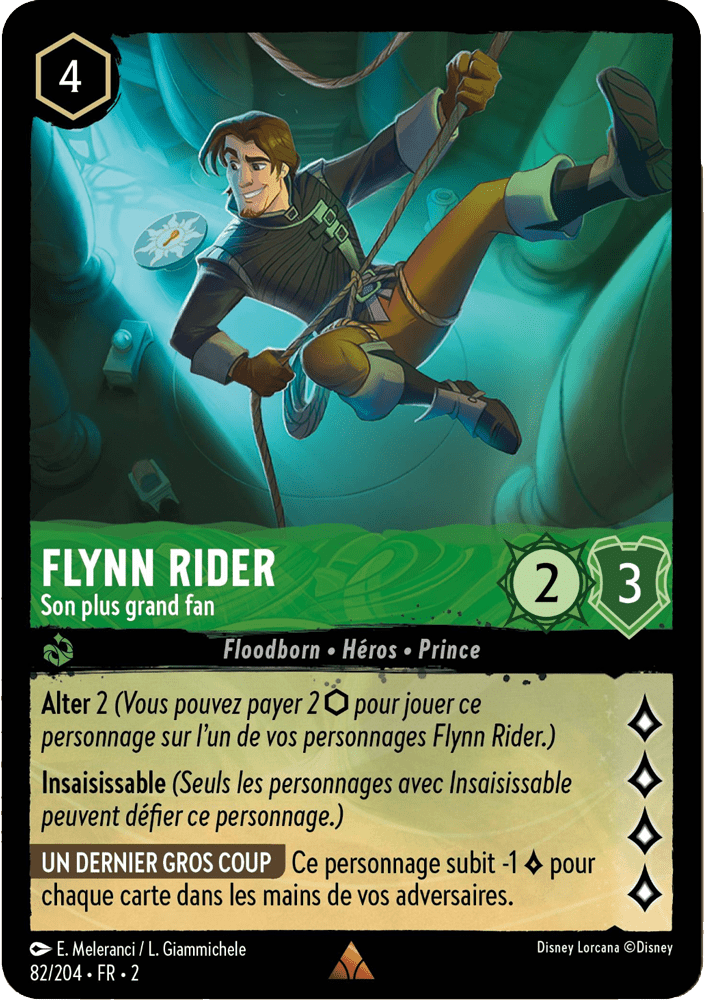 4
FLYNN RIDER
Son plus grand fan
2
3
Floodborn • Héros • Prince
Alter 2 (Vous pouvez payer 2 ⬡ pour jouer ce
personnage sur l'un de vos personnages Flynn Rider.)
Insaisissable (Seuls les personnages avec Insaisissable
peuvent défier ce personnage.)
UN DERNIER GROS COUP Ce personnage subit -1 ⟡ pour
chaque carte dans les mains de vos adversaires.
E. Meleranci / L. Giammichele
Disney Lorcana ©Disney
82/204 • FR • 2